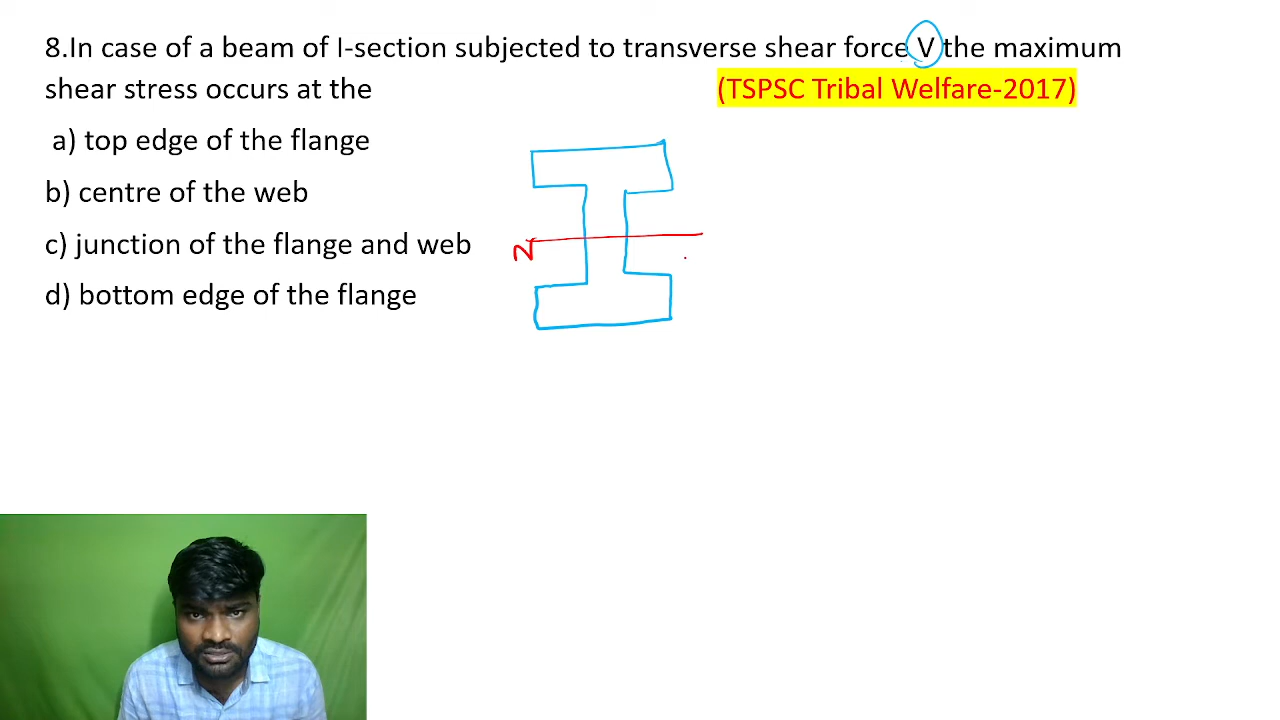 8.In case of a beam of I-section subjected to transverse shear force V the maximum
shear stress occurs at the
(TSPSC Tribal Welfare-2017)
a) top edge of the flange
b) centre of the web
c) junction of the flange and web
d) bottom edge of the flange
N